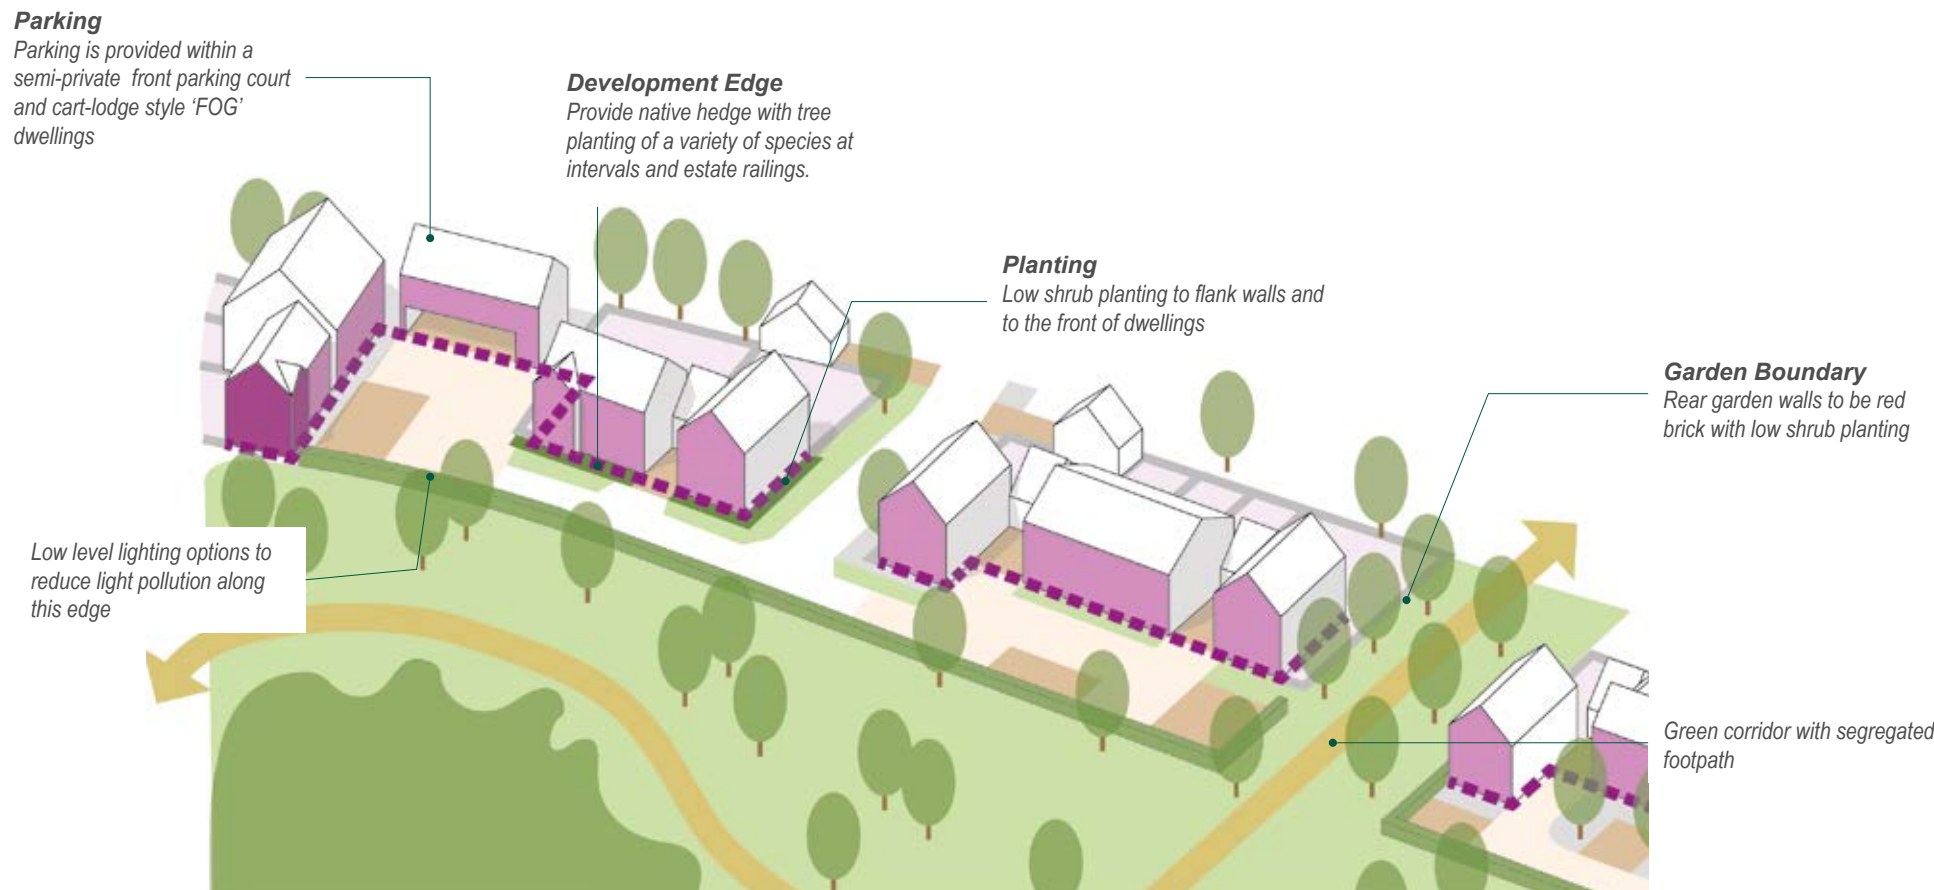 Parking
Parking is provided within a
semi-private front parking court
and cart-lodge style ‘FOG’
dwellings
Development Edge
Provide native hedge with tree
planting of a variety of species at
intervals and estate railings.
Planting
Low shrub planting to flank walls and
to the front of dwellings
Garden Boundary
Rear garden walls to be red
brick with low shrub planting
Low level lighting options to
reduce light pollution along
this edge
Green corridor with segregated
footpath